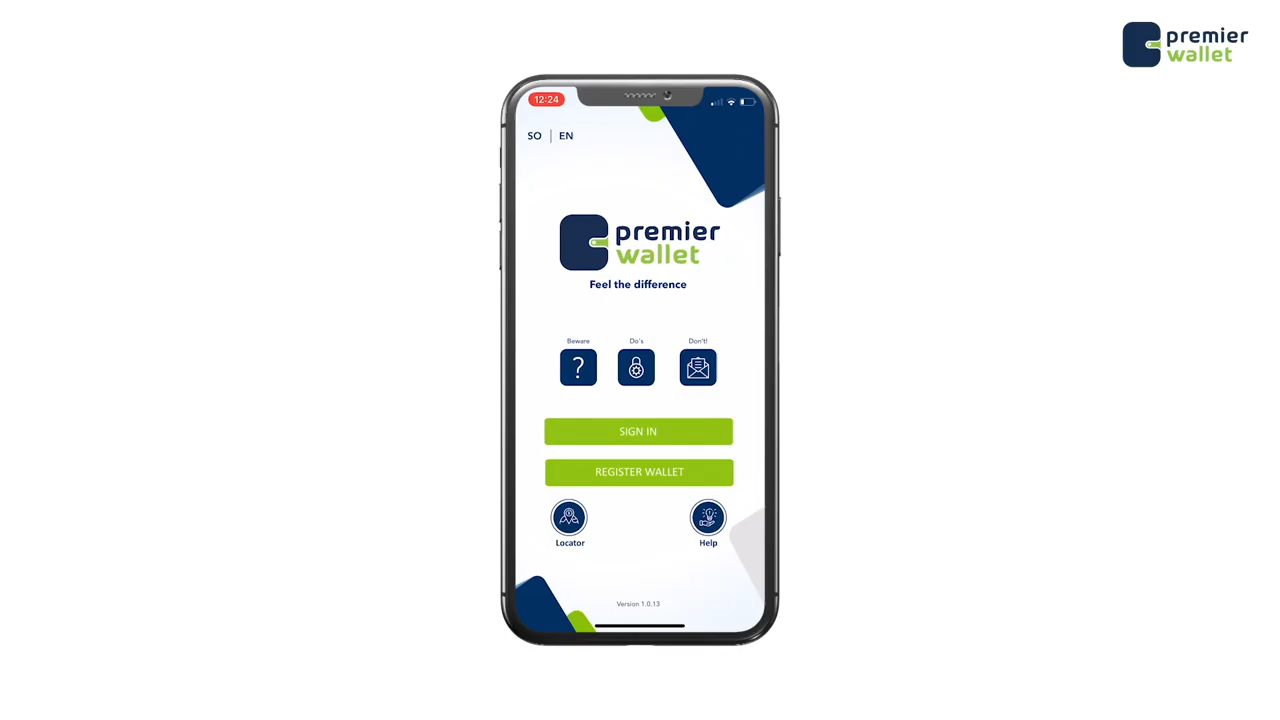 premier
wallet
12:24
SO | EN
premier
wallet
Feel the difference
Beware
Do's
Don't!
?
SIGN IN
REGISTER WALLET
Locator
Help
Version 1.0.13